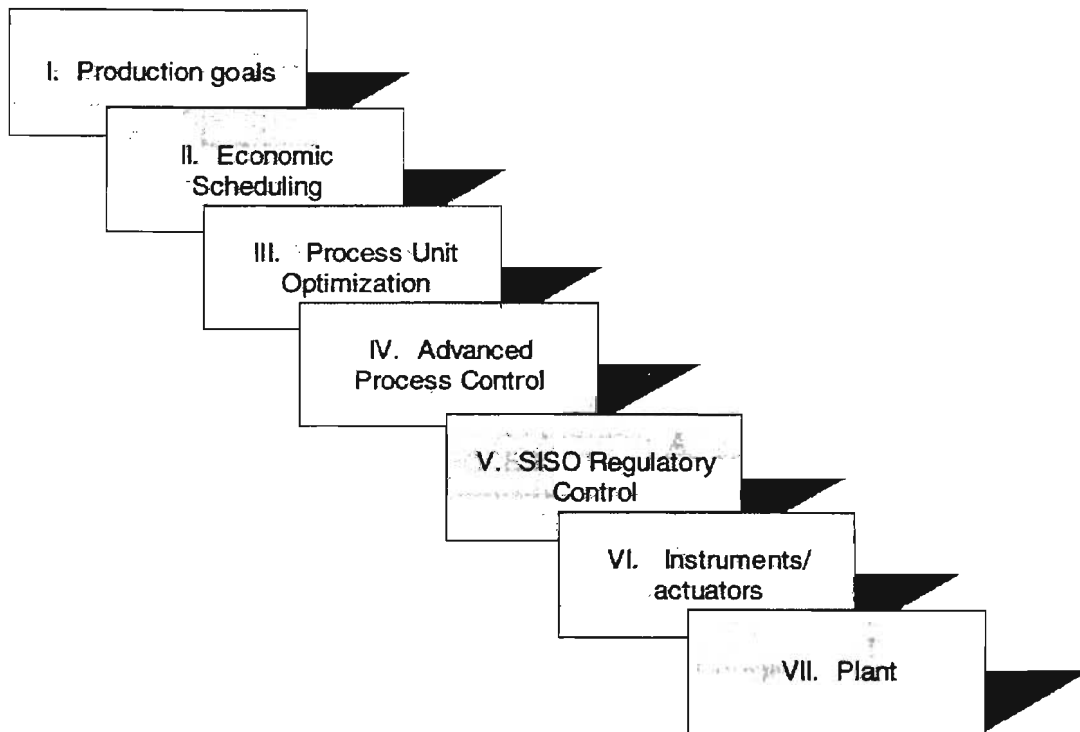 I. Production goals
II. Economic
Scheduling
III. Process Unit
Optimization
IV. Advanced
Process Control
V. SISO Regulatory
Control
VI. Instruments/
actuators
VII. Plant